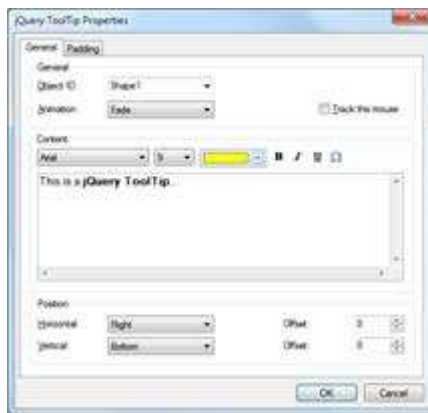 jQuery ToolTip Properties
General Padding
General
Object ID: Shape1
Animation: Fade Track the mouse
Content
Arial B I U Ω
This is a jQuery ToolTip.
Position
Horizontal Right Offset: 0
Vertical Bottom Offset: 0
OK Cancel